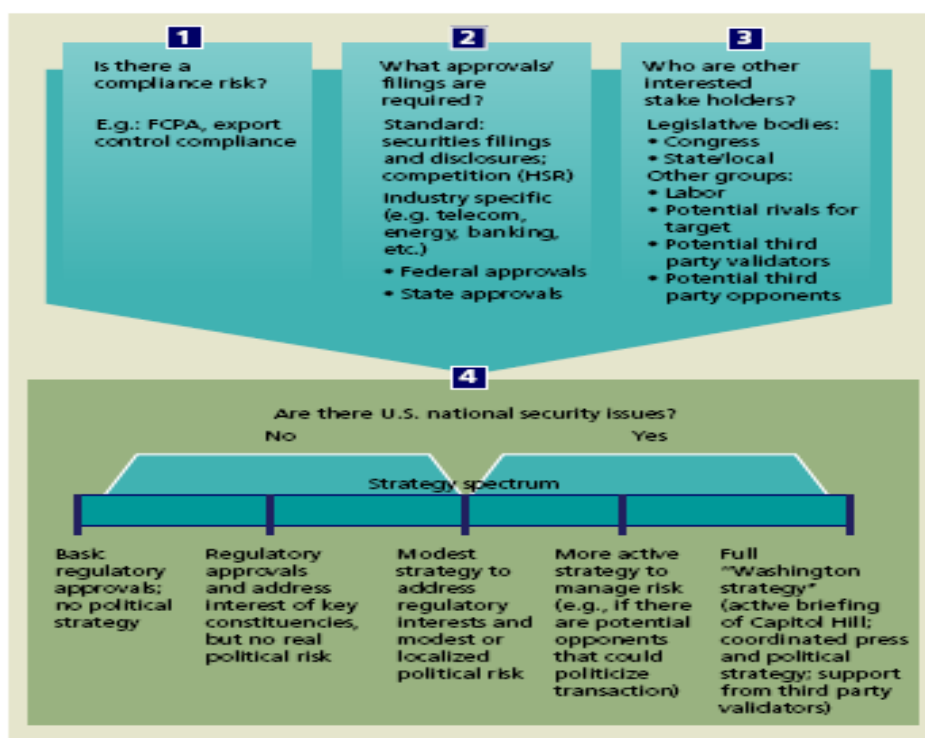 1
Is there a
compliance risk?
E.g.: FCPA, export
control compliance
2
What approvals/
filings are
required?
Standard:
securities filings
and disclosures;
competition (HSR)
Industry specific
(e.g. telecom,
energy, banking,
etc.)
• Federal approvals
• State approvals
3
Who are other
interested
stake holders?
Legislative bodies:
• Congress
• State/local
Other groups:
• Labor
• Potential rivals for
target
• Potential third
party validators
• Potential third
party opponents
4
Are there U.S. national security issues?
No
Yes
Strategy spectrum
Basic
regulatory
approvals;
no political
strategy
Regulatory
approvals
and address
interest of key
constituencies,
but no real
political risk
Modest
strategy to
address
regulatory
interests and
modest or
localized
political risk
More active
strategy to
manage risk
(e.g., if there
are potential
opponents
that could
politicize
transaction)
Full
"“Washington
strategy"
(active briefing
of Capitol Hill;
coordinated press
and political
strategy; support
from third party
validators)